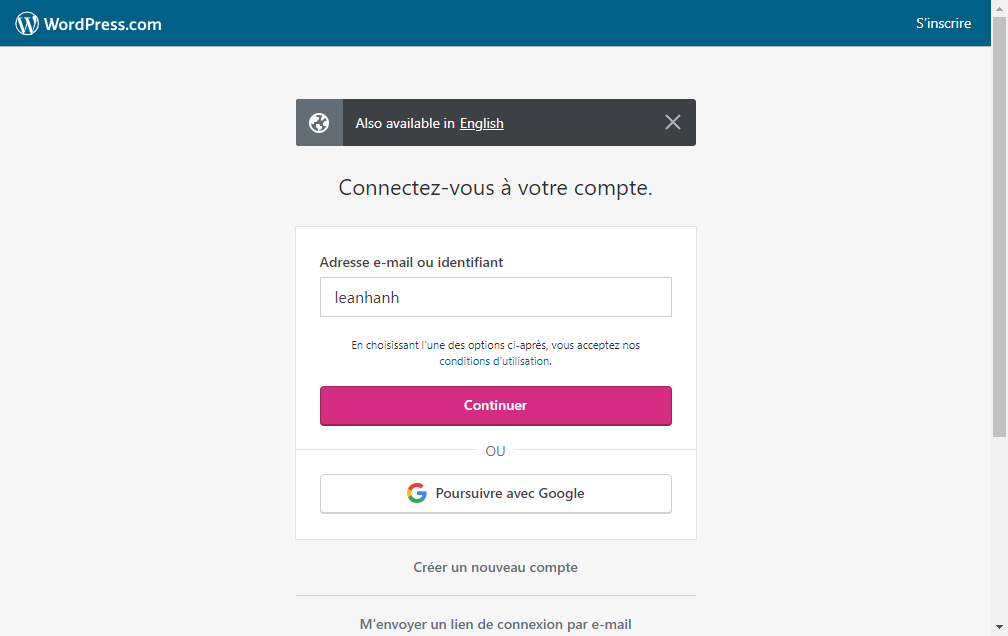 WordPress.com
S'inscrire
Also available in English
Connectez-vous à votre compte.
Adresse e-mail ou identifiant
leanhanh
En choisissant l'une des options ci-après, vous acceptez nos
conditions d'utilisation.
Continuer
OU
Poursuivre avec Google
Créer un nouveau compte
M'envoyer un lien de connexion par e-mail